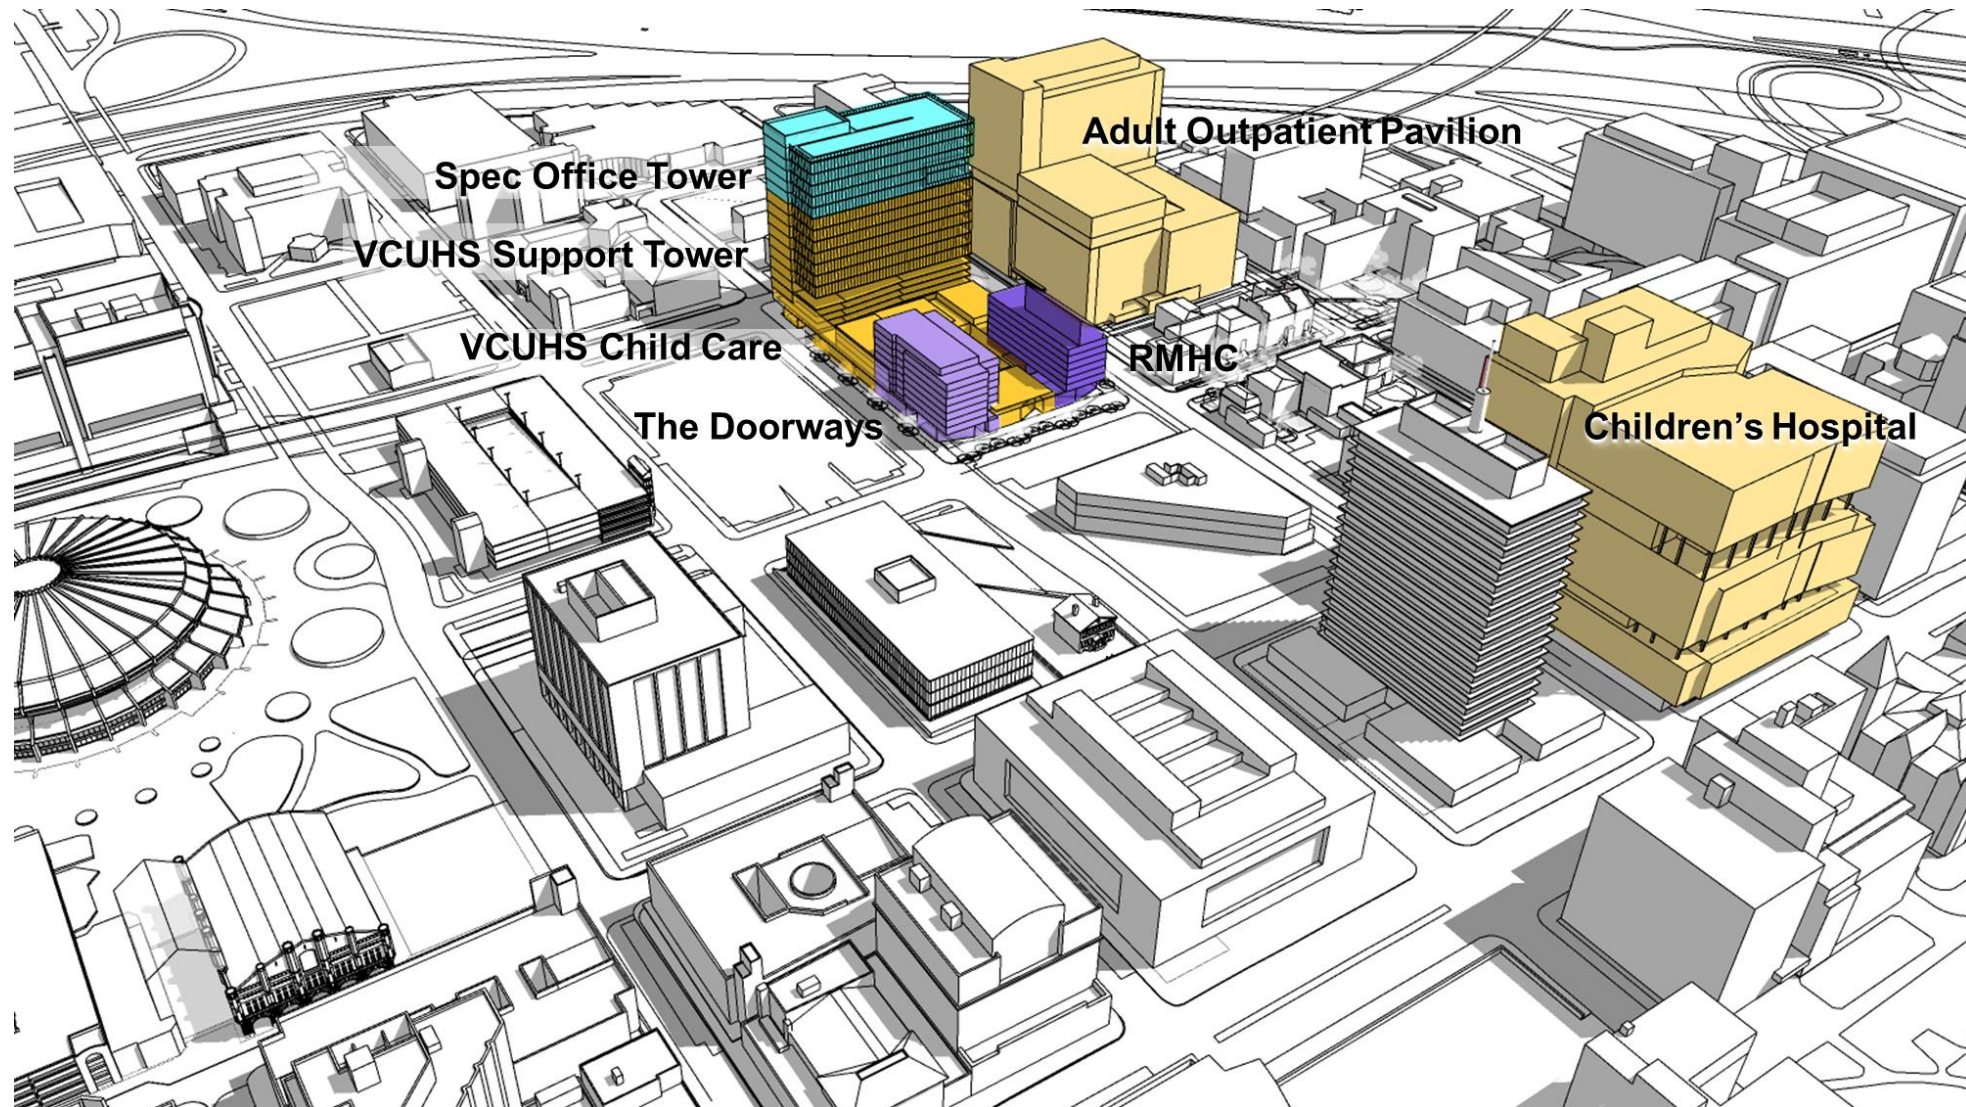 Adult Outpatient Pavilion
Spec Office Tower
VCUHS Support Tower
VCUHS Child Care
RMHC
The Doorways
Children's Hospital